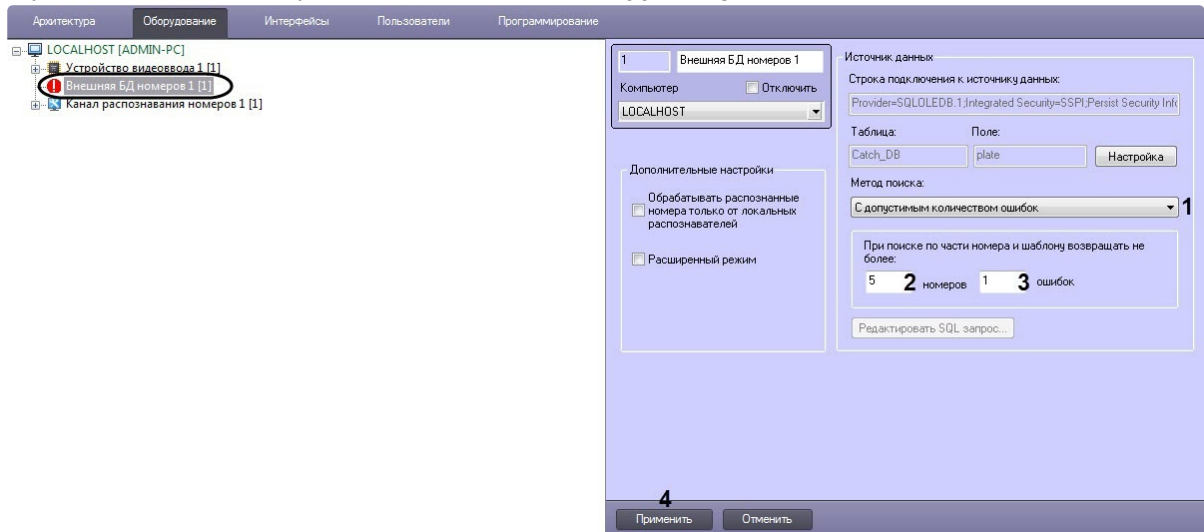 Архитектура Оборудование Интерфейсы Пользователи Программирование
LOCALHOST [ADMIN-PC]
Устройство видеоввода 1 [1]
Внешняя БД номеров 1 [1]
Канал распознавания номеров 1 [1]
1 Внешняя БД номеров 1
Компьютер Отключить
LOCALHOST
Дополнительные настройки
Обрабатывать распознанные
номера только от локальных
распознавателей
Расширенный режим
Источник данных
Строка подключения к источнику данных:
Provider=SQLOLEDB.1;Integrated Security=SSPI;Persist Security Info
Таблица: Поле:
Catch_DB plate Настройка
Метод поиска:
С допустимым количеством ошибок 1
При поиске по части номера и шаблону возвращать не
более:
5 2 номеров 1 3 ошибок
Редактировать SQL запрос...
4
Применить Отменить